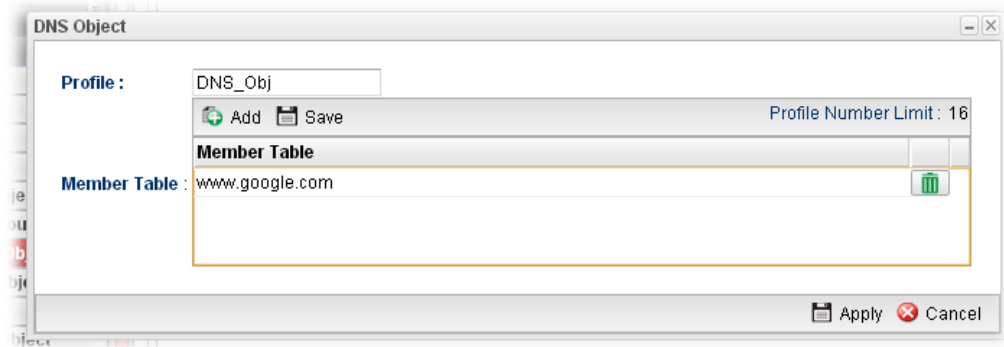 DNS Object
Profile : DNS_Obj
Add Save Profile Number Limit : 16
Member Table
Member Table : www.google.com
Apply Cancel